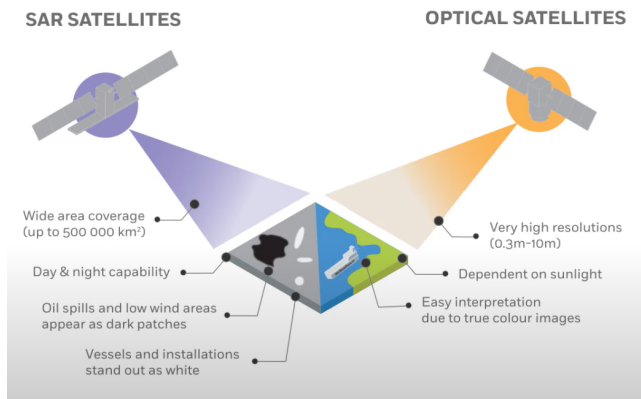 SAR SATELLITES
OPTICAL SATELLITES
Wide area coverage
(up to 500 000 km²)
Day & night capability
Oil spills and low wind areas
appear as dark patches
Vessels and installations
stand out as white
Very high resolutions
(0.3m-10m)
Dependent on sunlight
Easy interpretation
due to true colour images